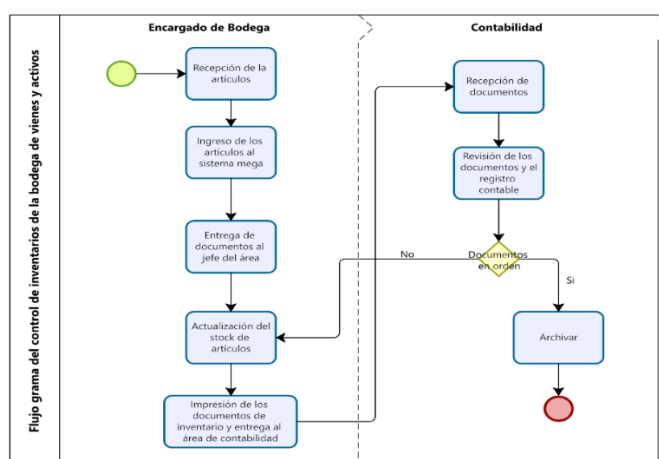 Flujo grama del control de inventarios de la bodega de vienes y activos
Encargado de Bodega
Recepción de la
artículos
Ingreso de los
artículos al
sistema mega
Entrega de
documentos al
jefe del área
Actualización del
stock de
artículos
Impresión de los
documentos de
inventario y entrega al
área de contabilidad
Contabilidad
Recepción de
documentos
Revisión de los
documentos y el
registro
contable
Documentos
en orden
No
Si
Archivar